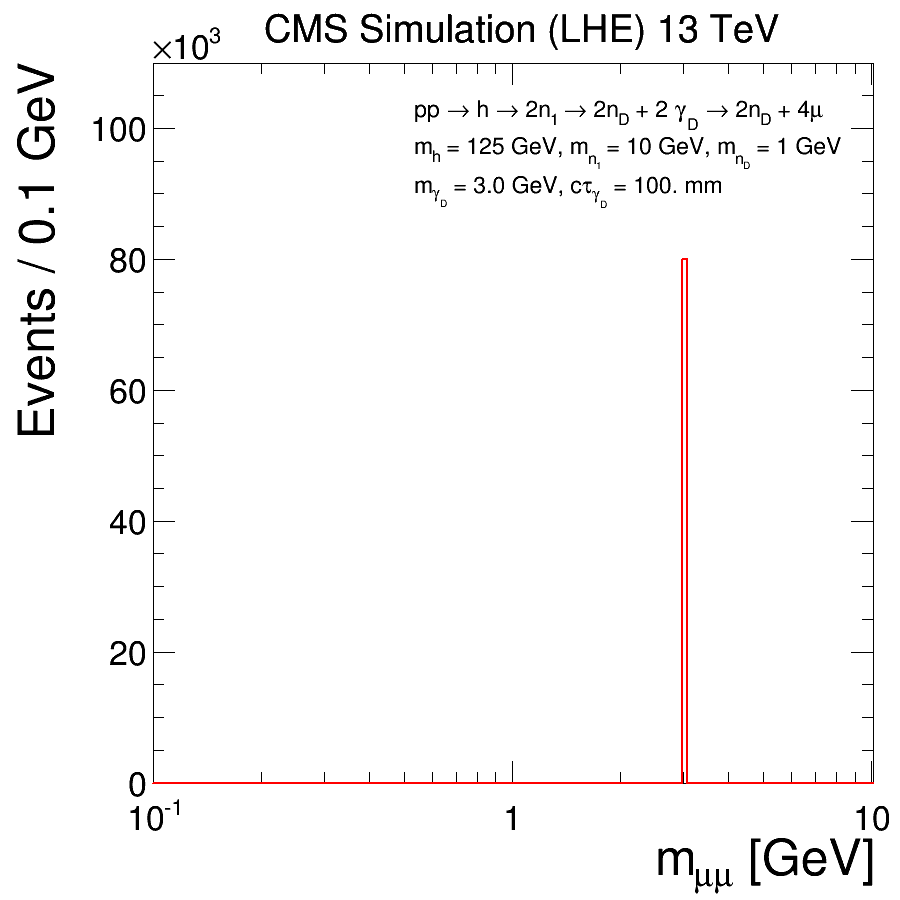 CMS Simulation (LHE) 13 TeV
×10³
pp → h → 2n₁ → 2n_D + 2 γ_D → 2n_D + 4μ
m_h = 125 GeV, m_n₁ = 10 GeV, m_n_D = 1 GeV
m_γ_D = 3.0 GeV, cτ_γ_D = 100. mm
Events / 0.1 GeV
100
80
60
40
20
0
10⁻¹ 1 10
m_μμ [GeV]